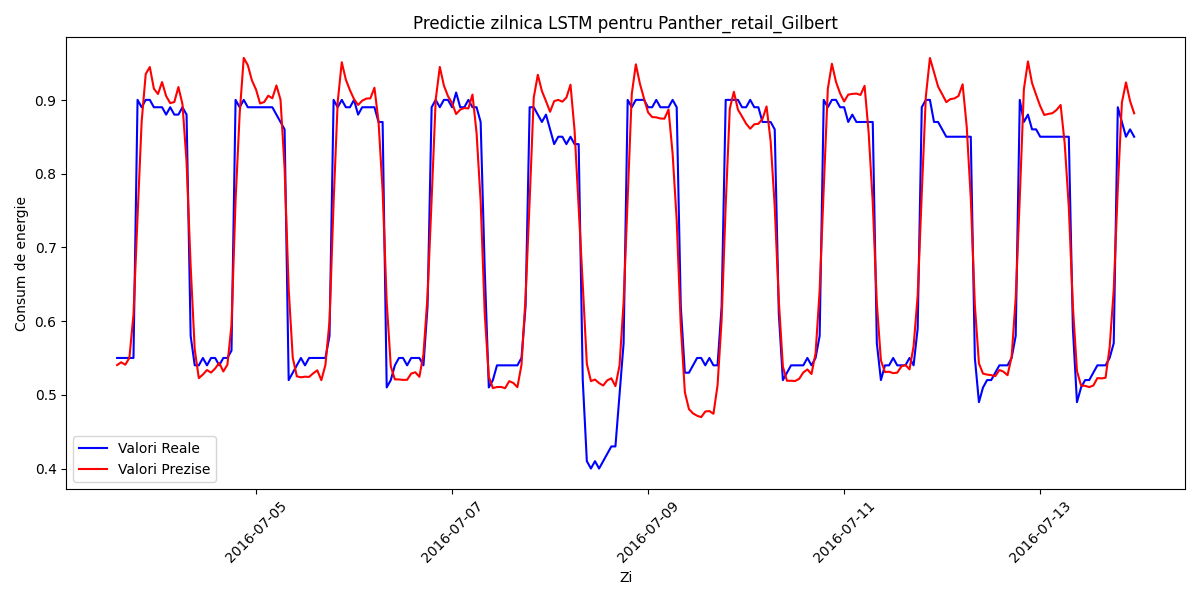 Predictie zilnica LSTM pentru Panther_retail_Gilbert
Consum de energie
0.9
0.8
0.7
0.6
0.5
0.4
Valori Reale
Valori Prezise
2016-07-05
2016-07-07
2016-07-09
2016-07-11
2016-07-13
Zi